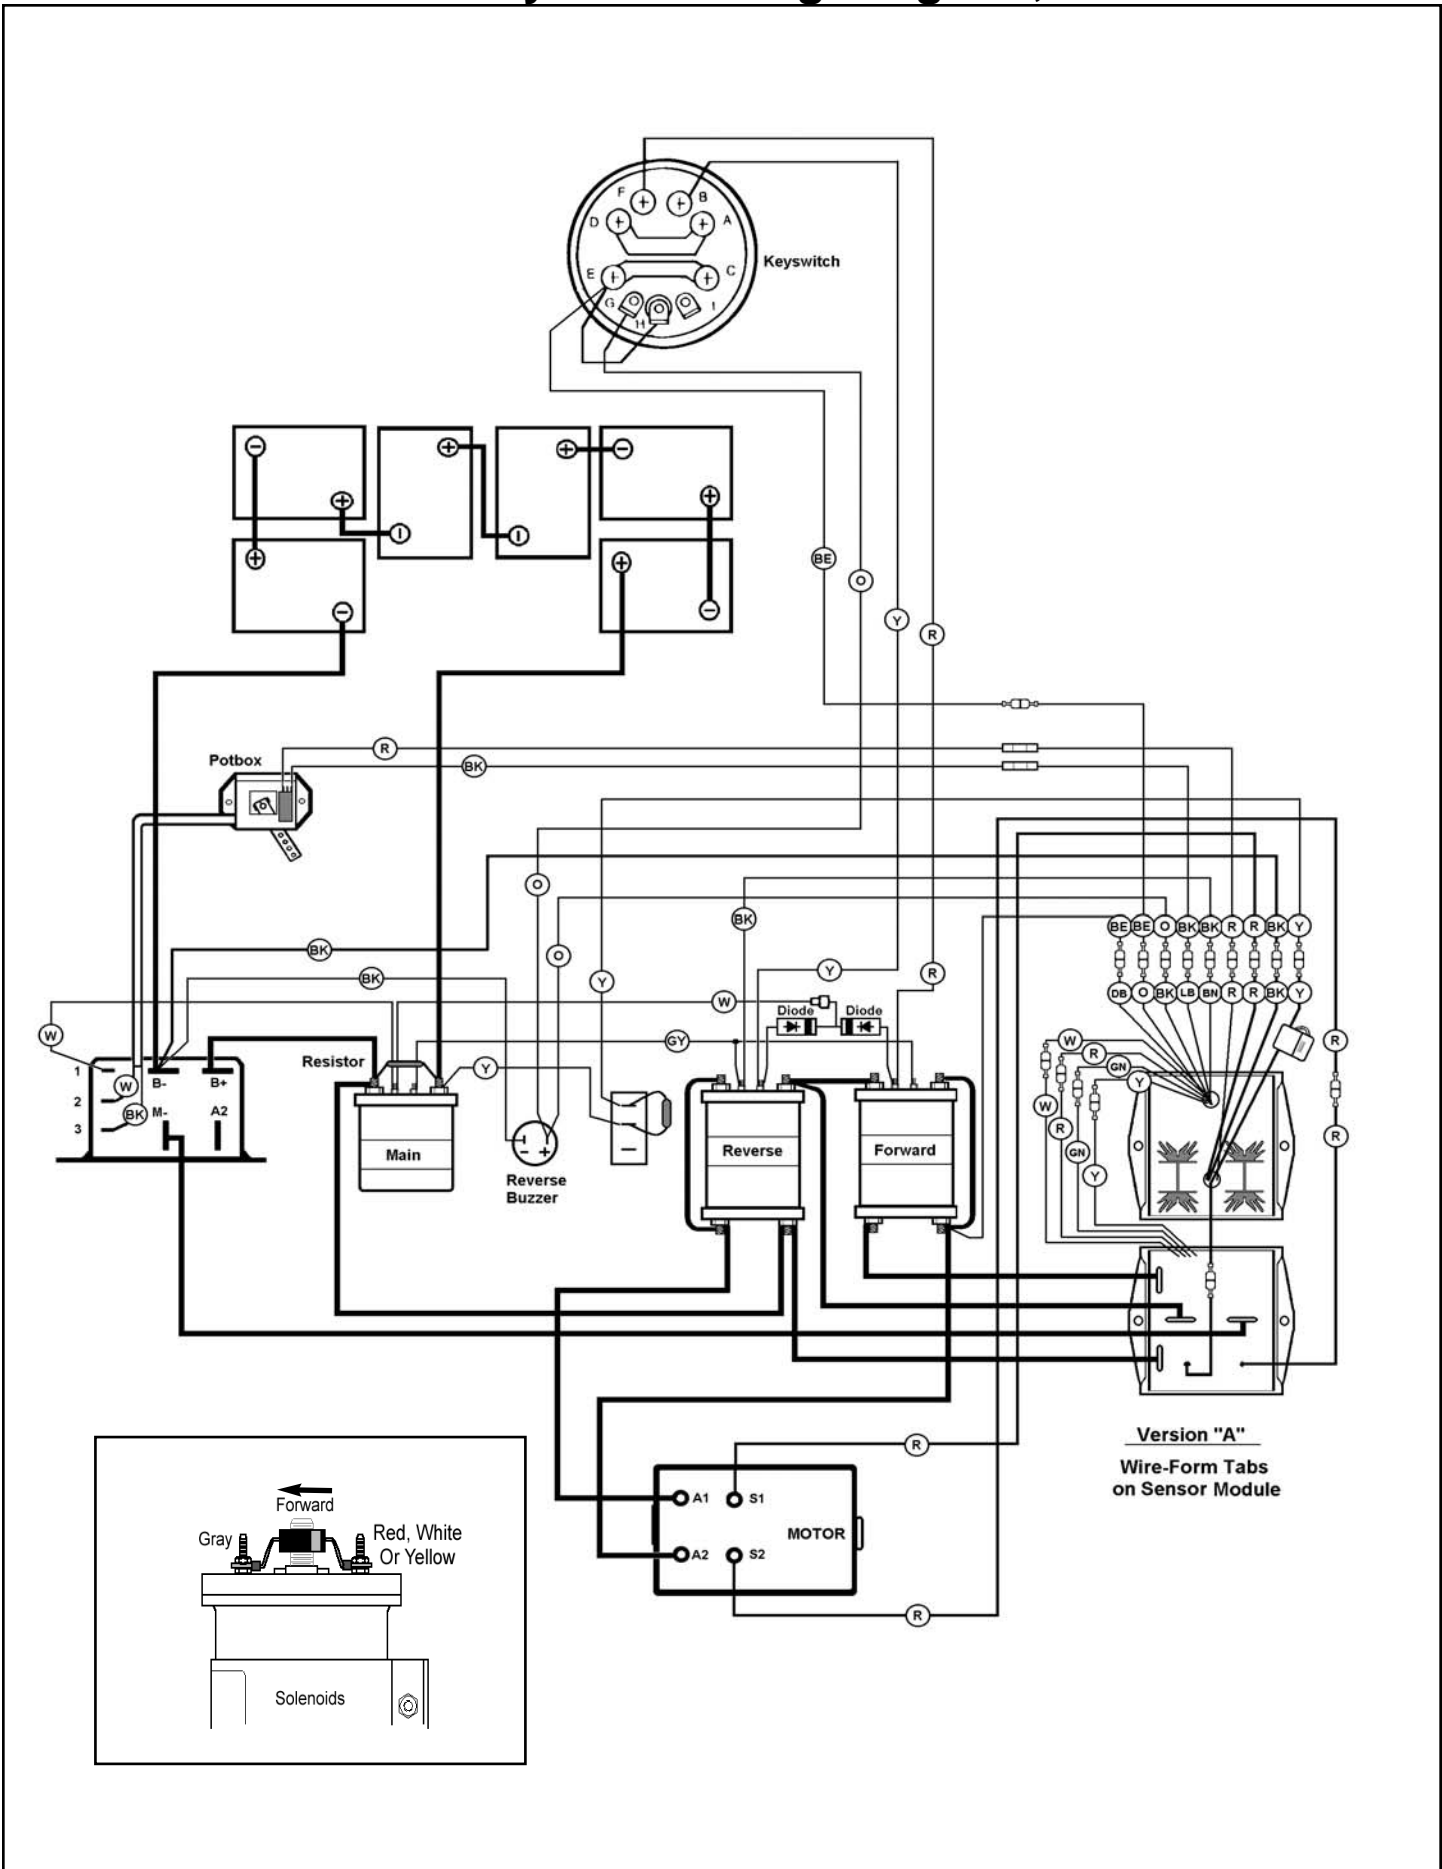 F
B
D
A
E
C
G
H
I
Keyswitch
BE
O
Y
R
Potbox
R
BK
O
BK
BK
O
Y
Y
R
BK
W
W
Diode
Diode
GY
Resistor
Y
BE BE O BK BK R R BK Y
DB O BK LB BN R R BK Y
W
R
GN
Y
W
R
GN
Y
R
R
1
2
3
W
BK
B-
B+
M-
A2
Main
Reverse
Buzzer
- +
Reverse
Forward
Version "A"
Wire-Form Tabs
on Sensor Module
R
A1
S1
MOTOR
A2
S2
R
Forward
Gray
Red, White
Or Yellow
Solenoids